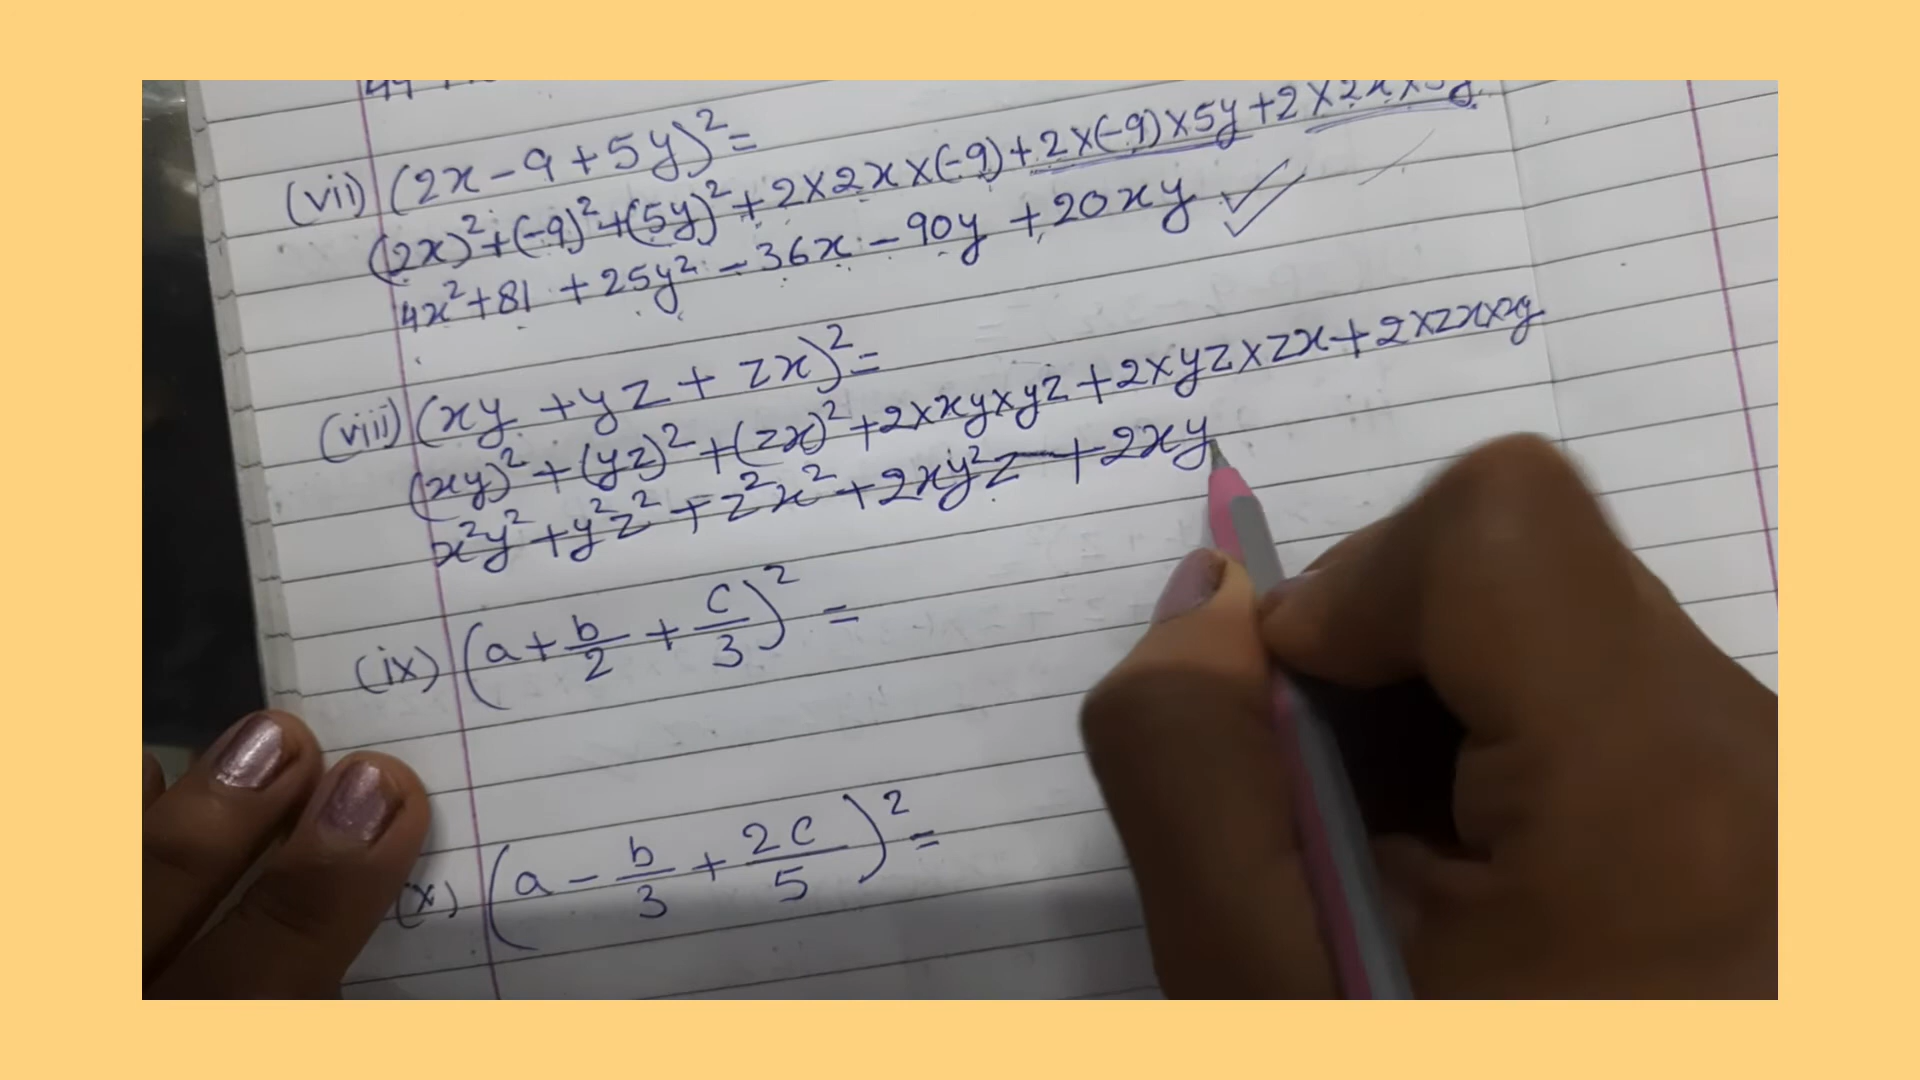 (vii) (2x - 9 + 5y)² =
(2x)² + (-9)² + (5y)² + 2 × 2x × (-9) + 2 × (-9) × 5y + 2 × 2x ×
4x² + 81 + 25y² - 36x - 90y + 20xy
(viii) (xy + yz + zx)² =
(xy)² + (yz)² + (zx)² + 2 × xy × yz + 2 × yz × zx + 2 × zx × xy
x²y² + y²z² + z²x² + 2xy²z + 2xy
(ix) (a + b/2 + c/3)² =
(x) (a - b/3 + 2c/5)² =